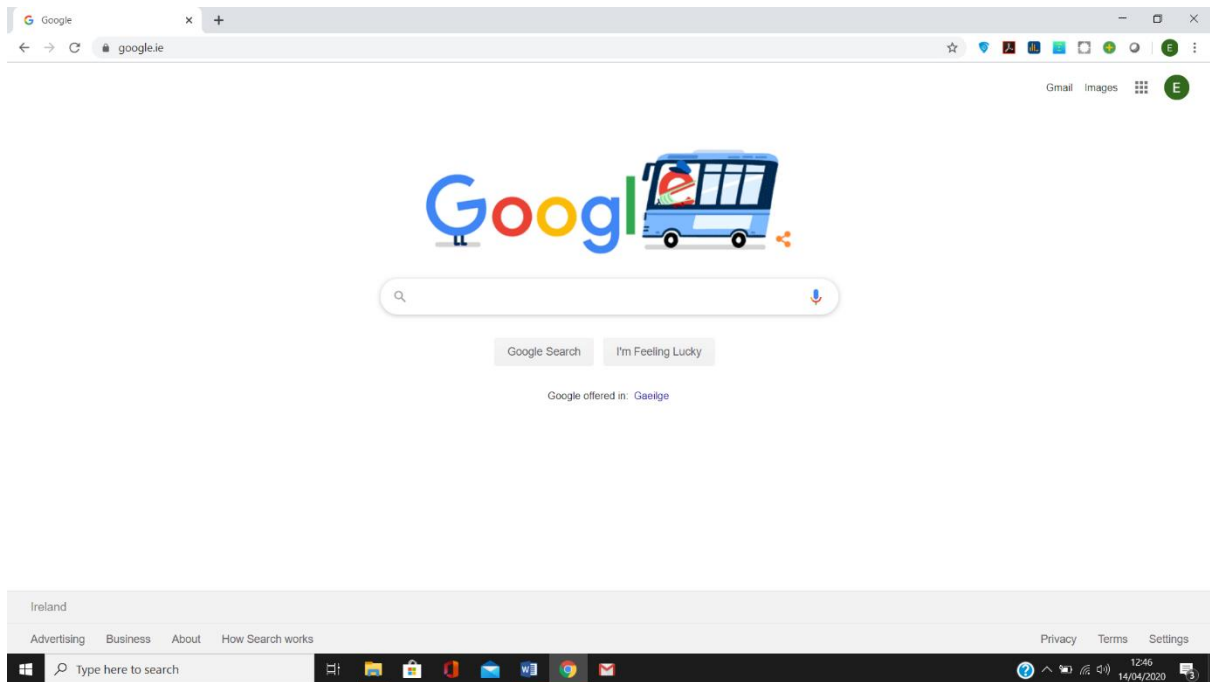 Google
google.ie
E
Gmail Images E
Google
Google Search I'm Feeling Lucky
Google offered in: Gaeilge
Ireland
Advertising Business About How Search works
Privacy Terms Settings
Type here to search
12:46
14/04/2020
3